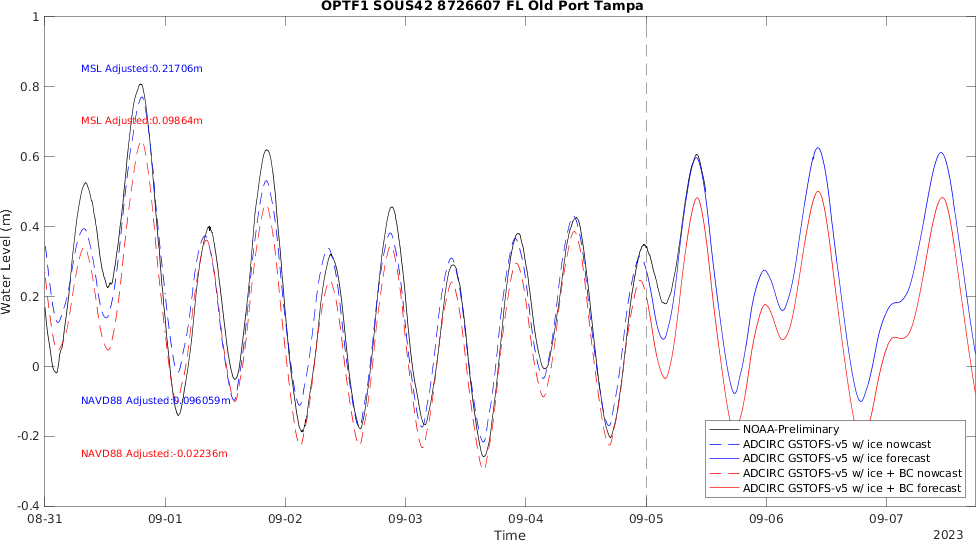 OPTF1 SOUS42 8726607 FL Old Port Tampa
1
0.8
0.6
0.4
0.2
0
-0.2
-0.4
Water Level (m)
MSL Adjusted:0.21706m
MSL Adjusted:0.09864m
NAVD88 Adjusted:0.096059m
NAVD88 Adjusted:-0.02236m
NOAA-Preliminary
ADCIRC GSTOFS-v5 w/ ice nowcast
ADCIRC GSTOFS-v5 w/ ice forecast
ADCIRC GSTOFS-v5 w/ ice + BC nowcast
ADCIRC GSTOFS-v5 w/ ice + BC forecast
08-31 09-01 09-02 09-03 09-04 09-05 09-06 09-07
Time
2023